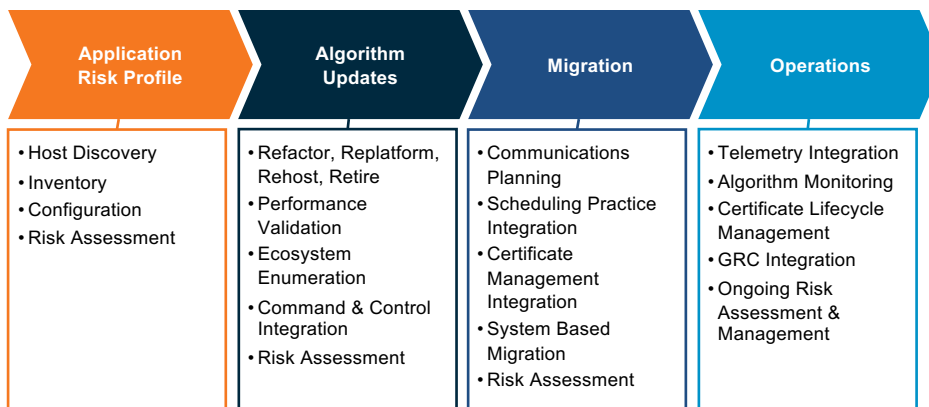 Application
Risk Profile
Algorithm
Updates
Migration
Operations
• Host Discovery
• Inventory
• Configuration
• Risk Assessment
• Refactor, Replatform,
Rehost, Retire
• Performance
Validation
• Ecosystem
Enumeration
• Command & Control
Integration
• Risk Assessment
• Communications
Planning
• Scheduling Practice
Integration
• Certificate
Management
Integration
• System Based
Migration
• Risk Assessment
• Telemetry Integration
• Algorithm Monitoring
• Certificate Lifecycle
Management
• GRC Integration
• Ongoing Risk
Assessment &
Management